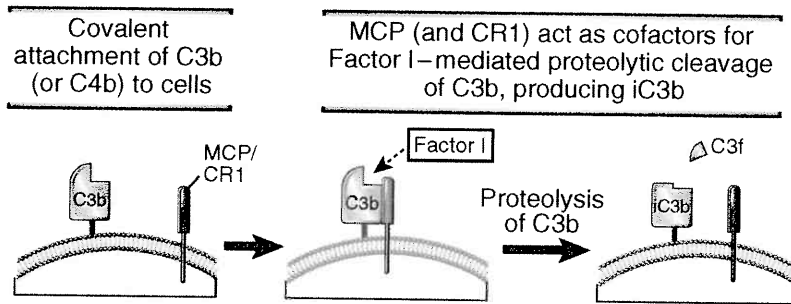 Covalent
attachment of C3b
(or C4b) to cells
MCP (and CR1) act as cofactors for
Factor I–mediated proteolytic cleavage
of C3b, producing iC3b
C3b
MCP/
CR1
C3b
Factor I
Proteolysis
of C3b
iC3b
C3f